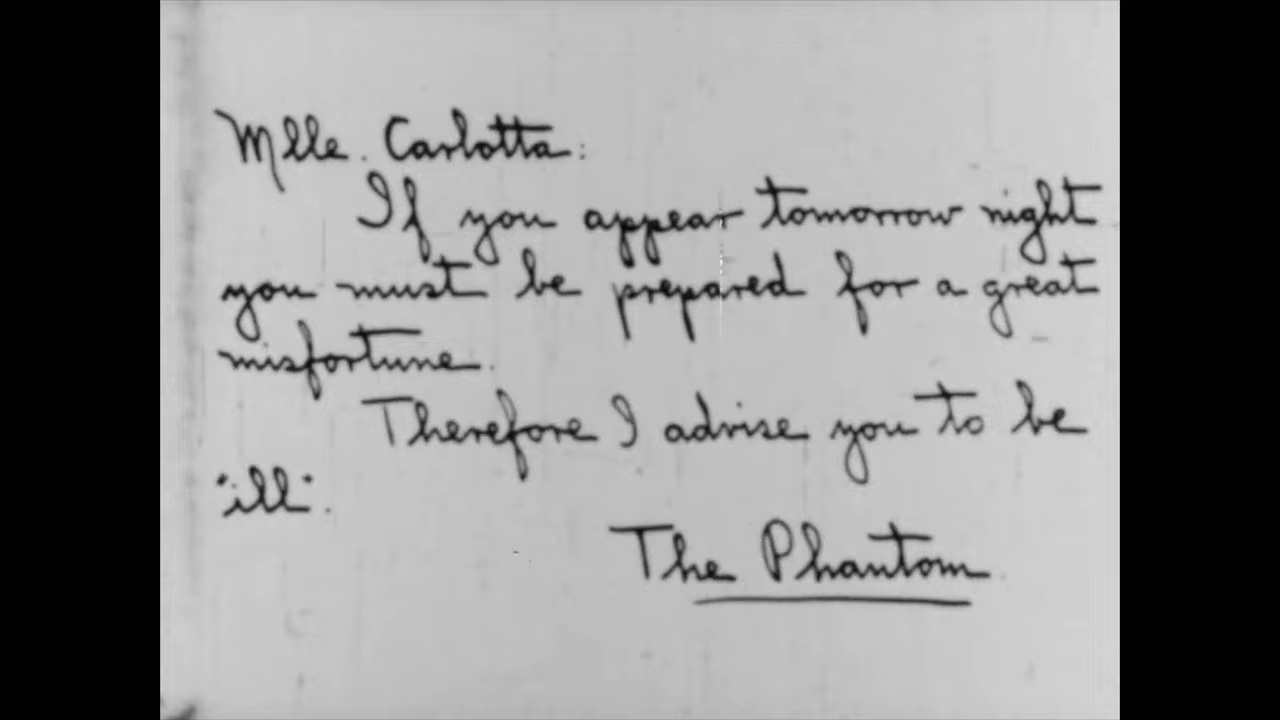 Mlle. Carlotta:
If you appear tomorrow night
you must be prepared for a great
misfortune.
Therefore I advise you to be
"ill".
The Phantom